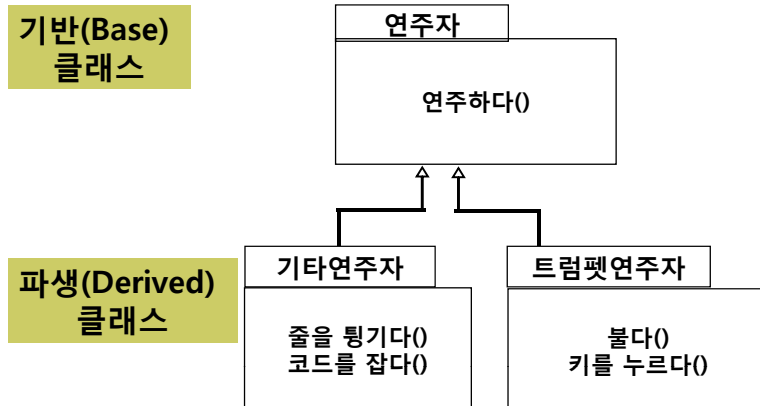 기반(Base)
클래스
연주자
연주하다()
파생(Derived)
클래스
기타연주자
줄을 튕기다()
코드를 잡다()
트럼펫연주자
불다()
키를 누르다()